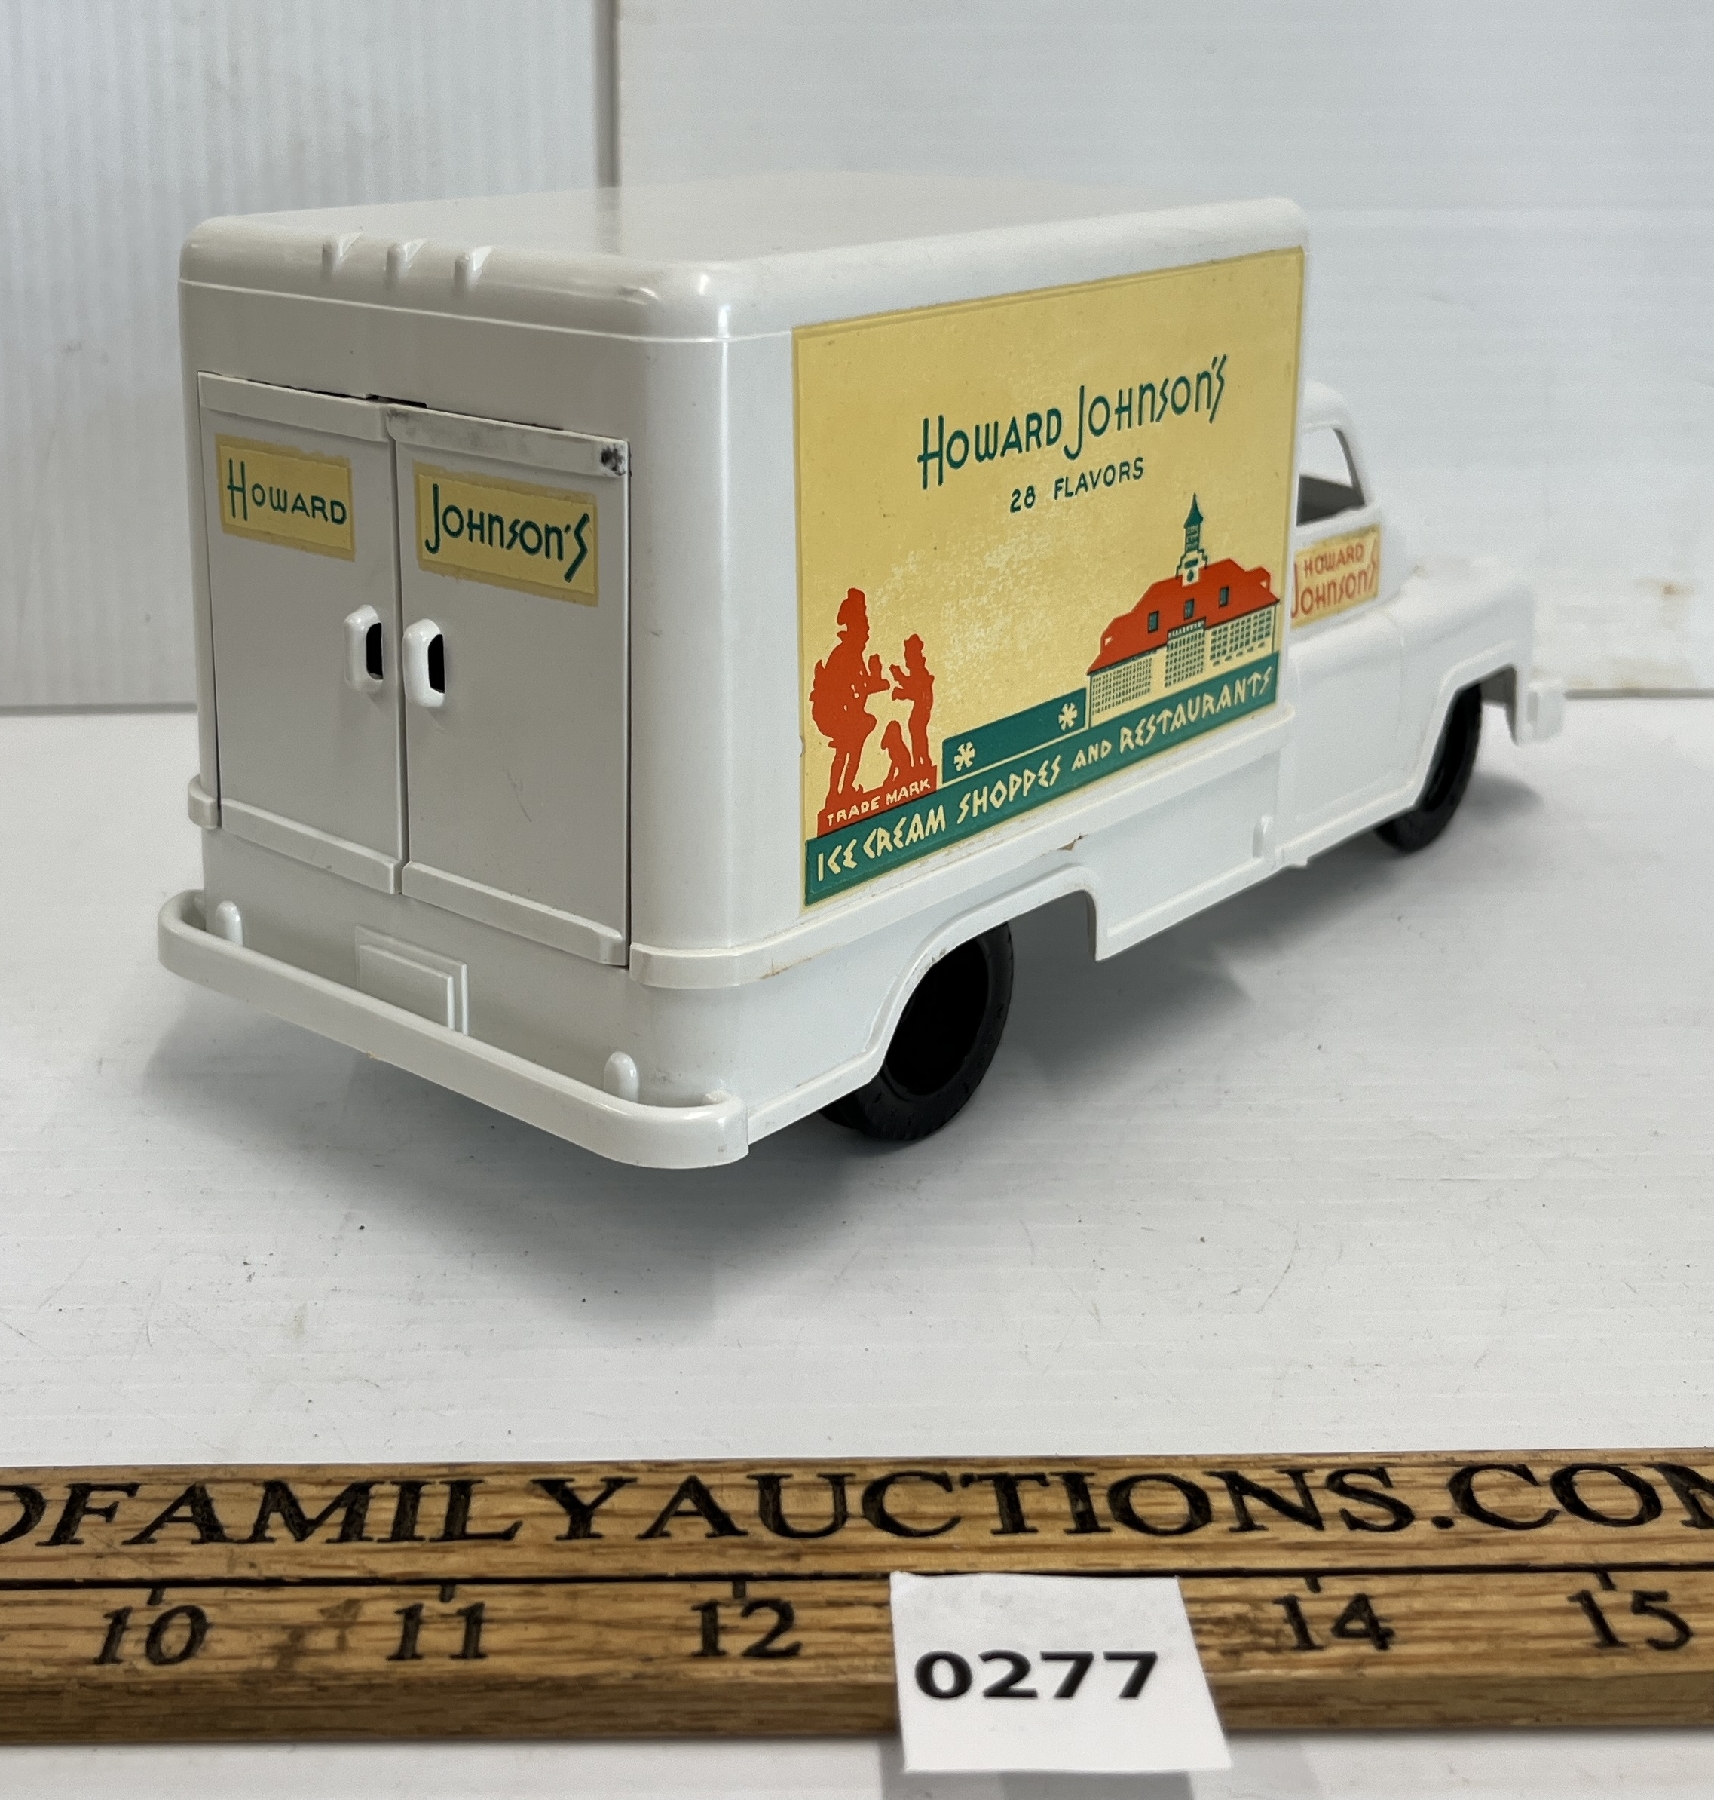 HOWARD JOHNSON'S
HOWARD JOHNSON'S
28 FLAVORS
TRADE MARK
ICE CREAM SHOPPES AND RESTAURANTS
HOWARD
JOHNSON'S
FAMILYAUCTIONS.COM
10 11 12 14 15
0277